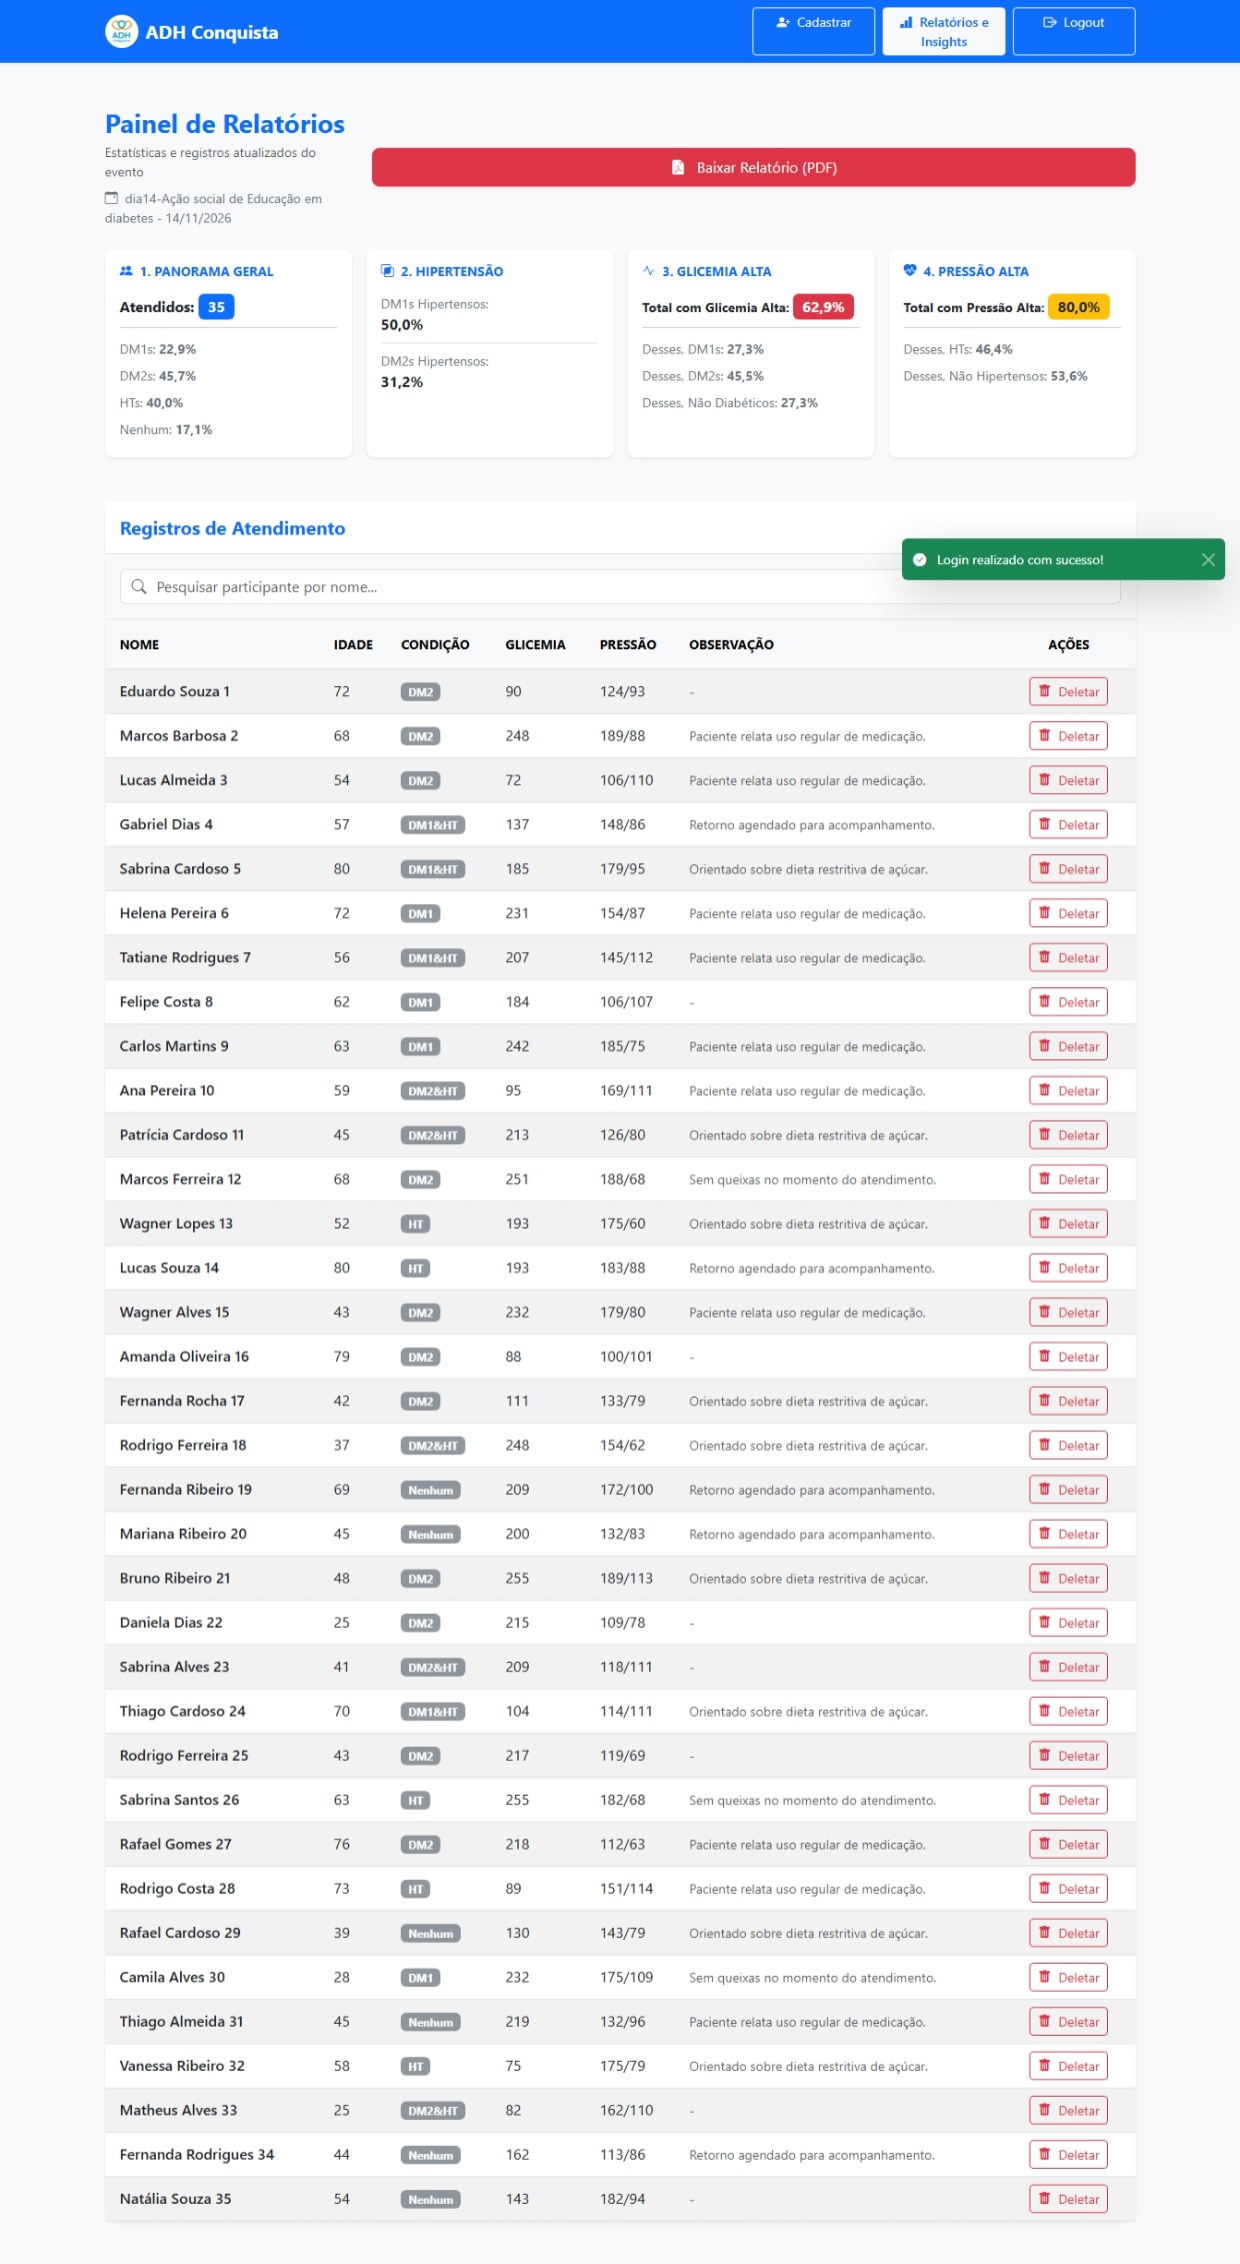 ADH Conquista
Cadastrar
Relatórios e
Insights
Logout
Painel de Relatórios
Estatísticas e registros atualizados do
evento
dia14-Ação social de Educação em
diabetes - 14/11/2026
Baixar Relatório (PDF)
1. PANORAMA GERAL
Atendidos: 35
DM1s: 22,9%
DM2s: 45,7%
HTs: 40,0%
Nenhum: 17,1%
2. HIPERTENSÃO
DM1s Hipertensos:
50,0%
DM2s Hipertensos:
31,2%
3. GLICEMIA ALTA
Total com Glicemia Alta: 62,9%
Desses, DM1s: 27,3%
Desses, DM2s: 45,5%
Desses, Não Diabéticos: 27,3%
4. PRESSÃO ALTA
Total com Pressão Alta: 80,0%
Desses, HTs: 46,4%
Desses, Não Hipertensos: 53,6%
Registros de Atendimento
Login realizado com sucesso!
Pesquisar participante por nome...
NOME IDADE CONDIÇÃO GLICEMIA PRESSÃO OBSERVAÇÃO AÇÕES
Eduardo Souza 1 72 DM2 90 124/93 - Deletar
Marcos Barbosa 2 68 DM2 248 189/88 Paciente relata uso regular de medicação. Deletar
Lucas Almeida 3 54 DM2 72 106/110 Paciente relata uso regular de medicação. Deletar
Gabriel Dias 4 57 DM1&HT 137 148/86 Retorno agendado para acompanhamento. Deletar
Sabrina Cardoso 5 80 DM1&HT 185 179/95 Orientado sobre dieta restritiva de açúcar. Deletar
Helena Pereira 6 72 DM1 231 154/87 Paciente relata uso regular de medicação. Deletar
Tatiane Rodrigues 7 56 DM1&HT 207 145/112 Paciente relata uso regular de medicação. Deletar
Felipe Costa 8 62 DM1 184 106/107 - Deletar
Carlos Martins 9 63 DM1 242 185/75 Paciente relata uso regular de medicação. Deletar
Ana Pereira 10 59 DM2&HT 95 169/111 Paciente relata uso regular de medicação. Deletar
Patrícia Cardoso 11 45 DM2&HT 213 126/80 Orientado sobre dieta restritiva de açúcar. Deletar
Marcos Ferreira 12 68 DM2 251 188/68 Sem queixas no momento do atendimento. Deletar
Wagner Lopes 13 52 HT 193 175/60 Orientado sobre dieta restritiva de açúcar. Deletar
Lucas Souza 14 80 HT 193 183/88 Retorno agendado para acompanhamento. Deletar
Wagner Alves 15 43 DM2 232 179/80 Paciente relata uso regular de medicação. Deletar
Amanda Oliveira 16 79 DM2 88 100/101 - Deletar
Fernanda Rocha 17 42 DM2 111 133/79 Orientado sobre dieta restritiva de açúcar. Deletar
Rodrigo Ferreira 18 37 DM2&HT 248 154/62 Orientado sobre dieta restritiva de açúcar. Deletar
Fernanda Ribeiro 19 69 Nenhum 209 172/100 Retorno agendado para acompanhamento. Deletar
Mariana Ribeiro 20 45 Nenhum 200 132/83 Retorno agendado para acompanhamento. Deletar
Bruno Ribeiro 21 48 DM2 255 189/113 Orientado sobre dieta restritiva de açúcar. Deletar
Daniela Dias 22 25 DM2 215 109/78 - Deletar
Sabrina Alves 23 41 DM2&HT 209 118/111 - Deletar
Thiago Cardoso 24 70 DM1&HT 104 114/111 Orientado sobre dieta restritiva de açúcar. Deletar
Rodrigo Ferreira 25 43 DM2 217 119/69 - Deletar
Sabrina Santos 26 63 HT 255 182/68 Sem queixas no momento do atendimento. Deletar
Rafael Gomes 27 76 DM2 218 112/63 Paciente relata uso regular de medicação. Deletar
Rodrigo Costa 28 73 HT 89 151/114 Paciente relata uso regular de medicação. Deletar
Rafael Cardoso 29 39 Nenhum 130 143/79 Orientado sobre dieta restritiva de açúcar. Deletar
Camila Alves 30 28 DM1 232 175/109 Sem queixas no momento do atendimento. Deletar
Thiago Almeida 31 45 Nenhum 219 132/96 Paciente relata uso regular de medicação. Deletar
Vanessa Ribeiro 32 58 HT 75 175/79 Orientado sobre dieta restritiva de açúcar. Deletar
Matheus Alves 33 25 DM2&HT 82 162/110 - Deletar
Fernanda Rodrigues 34 44 Nenhum 162 113/86 Retorno agendado para acompanhamento. Deletar
Natália Souza 35 54 Nenhum 143 182/94 - Deletar